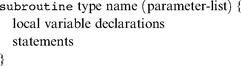 subroutine type name (parameter-list) {
local variable declarations
statements
}